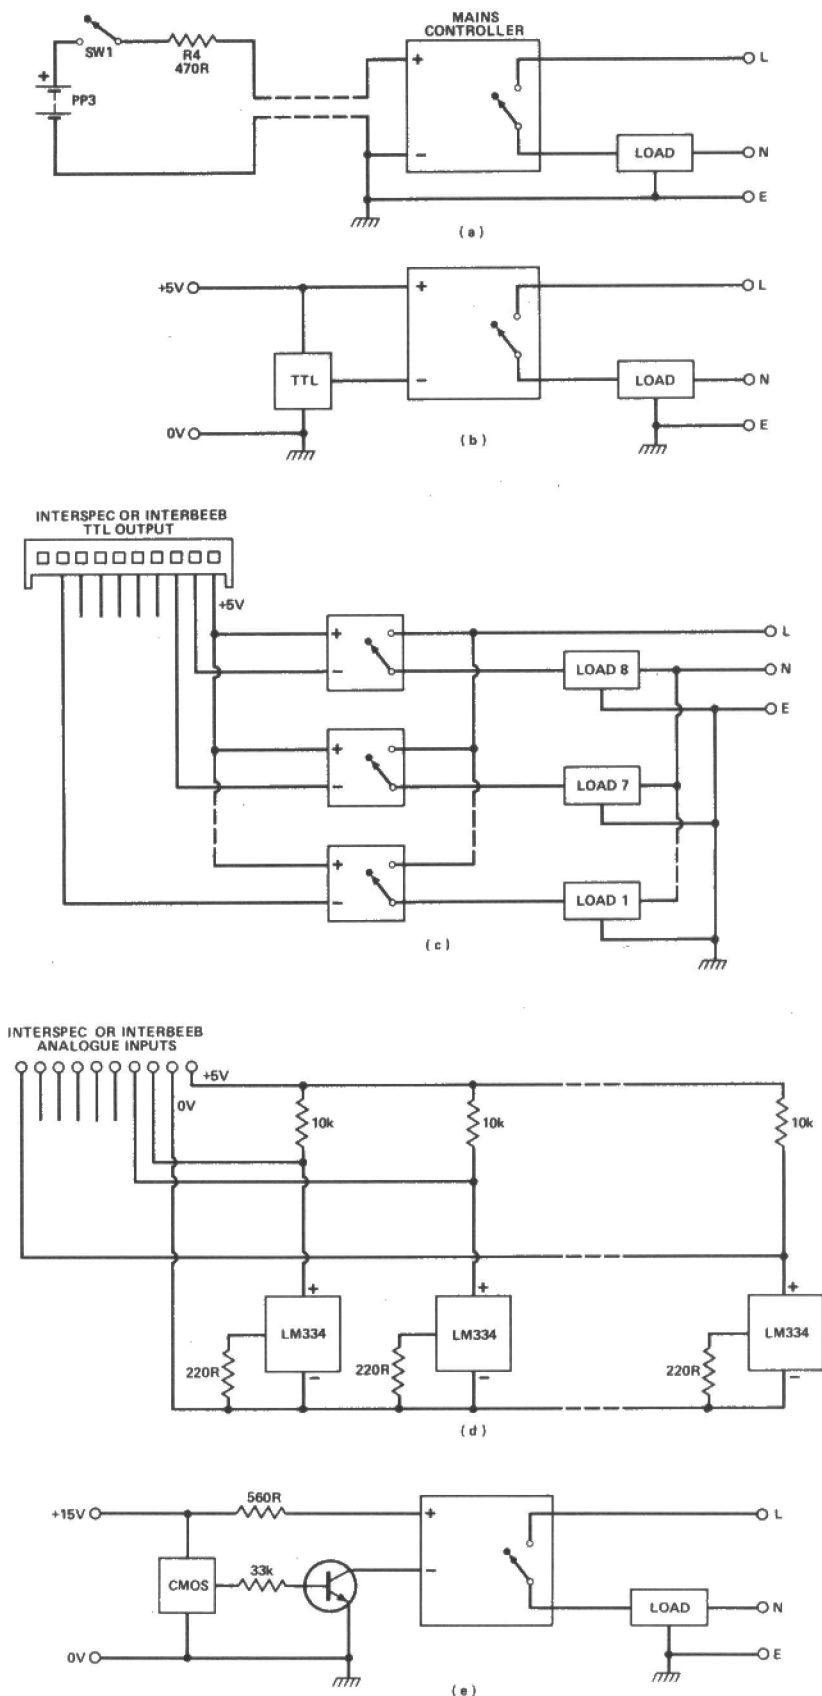 MAINS
CONTROLLER
SW1
R4
470R
+
L
+
PP3
-
LOAD
N
E
(a)
+5V
+
L
TTL
-
LOAD
N
0V
E
(b)
INTERSPEC OR INTERBEEB
TTL OUTPUT
+5V
+
L
-
LOAD 8
N
E
+
-
LOAD 7
+
-
LOAD 1
(c)
INTERSPEC OR INTERBEEB
ANALOGUE INPUTS
+5V
0V
10k
10k
10k
+
+
+
LM334
LM334
LM334
220R
220R
220R
-
-
-
(d)
560R
+15V
+
L
CMOS
33k
-
LOAD
N
0V
E
(e)